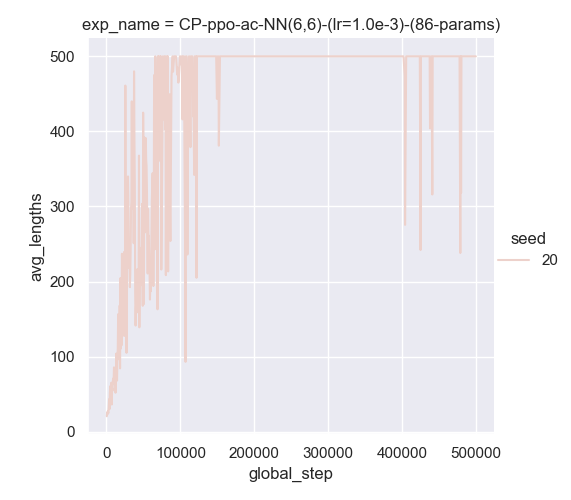 exp_name = CP-ppo-ac-NN(6,6)-(lr=1.0e-3)-(86-params)
500
400
300
200
100
0
avg_lengths
0 100000 200000 300000 400000 500000
global_step
seed
20